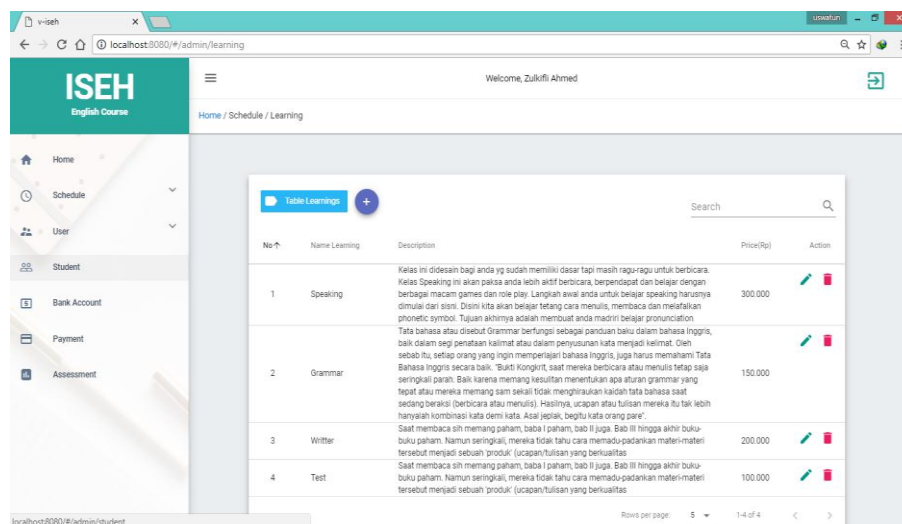 v-iseh
uswatun
localhost:8080/#/admin/learning
ISEH
English Course
Welcome, Zulkifli Ahmed
Home / Schedule / Learning
Home
Schedule
User
Student
Bank Account
Payment
Assessment
Table Learnings +
Search
No Name Learning Description Price(Rp) Action
Kelas ini didesain bagi anda yg sudah memiliki dasar tapi masih ragu-ragu untuk berbicara.
Kelas Speaking ini akan paksa anda lebih aktif berbicara, berpendapat dan belajar dengan
1 Speaking berbagai macam games dan role play. Langkah awal anda untuk belajar speaking harusnya 300.000
dimulai dari sisni. Disini kita akan belajar tetang cara menulis, membaca dan melafalkan
phonetic symbol. Tujuan akhirnya adalah membuat anda madriri belajar pronunciation
Tata bahasa atau disebut Grammar berfungsi sebagai panduan baku dalam bahasa Inggris,
baik dalam segi penataan kalimat atau dalam penyusunan kata menjadi kelimat. Oleh
sebab itu, setiap orang yang ingin memperlajari bahasa Inggris, juga harus memahami Tata
Bahasa Inggris secara baik. "Bukti Kongkrit, saat mereka berbicara atau menulis tetap saja
2 Grammar seringkali parah. Baik karena memang kesulitan menentukan apa aturan grammar yang 150.000
tepat atau mereka memang sam sekali tidak menghiraukan kaidah tata bahasa saat
sedang beraksi (berbicara atau menulis). Hasilnya, ucapan atau tulisan mereka itu tak lebih
hanyalah kombinasi kata demi kata. Asal jeplak, begitu kata orang pare".
Saat membaca sih memang paham, baba I paham, bab II juga. Bab III hingga akhir buku-
3 Writter buku paham. Namun seringkali, mereka tidak tahu cara memadu-padankan materi-materi 200.000
tersebut menjadi sebuah 'produk' (ucapan/tulisan yang berkualitas
Saat membaca sih memang paham, baba I paham, bab II juga. Bab III hingga akhir buku-
4 Test buku paham. Namun seringkali, mereka tidak tahu cara memadu-padankan materi-materi 100.000
tersebut menjadi sebuah 'produk' (ucapan/tulisan yang berkualitas
Rows per page: 5 1-4 of 4
localhost:8080/#/admin/student